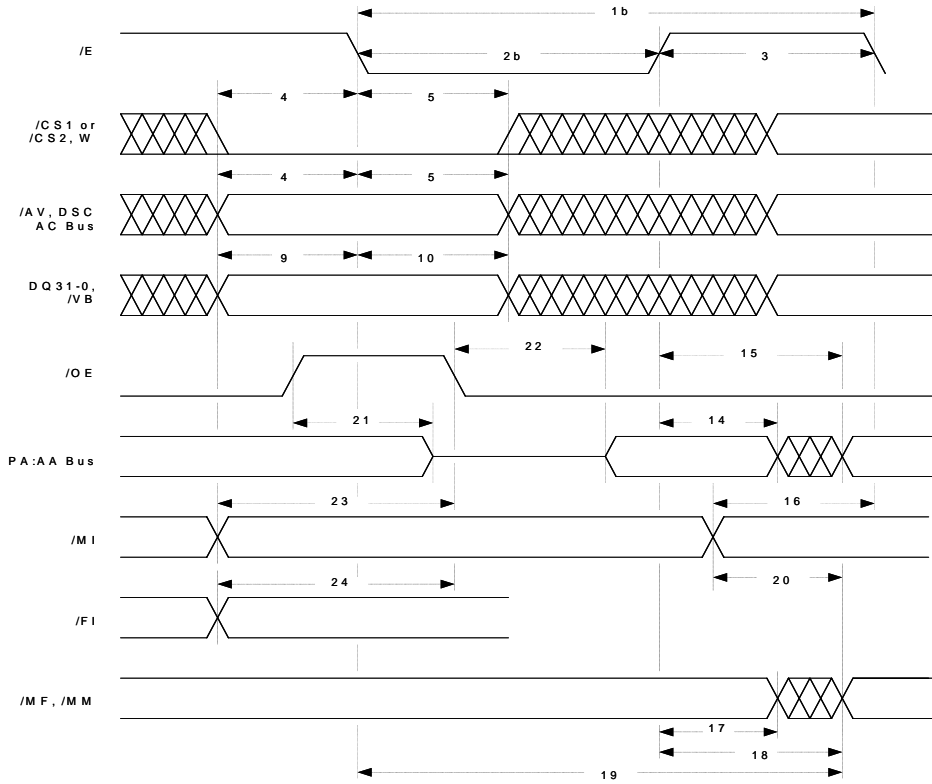 1b
/E
2b
3
4
5
/CS1 or
/CS2, W
4
5
/AV, DSC
AC Bus
9
10
DQ31-0,
/VB
22
15
/OE
21
14
PA:AA Bus
23
16
/MI
24
20
/FI
/MF, /MM
17
18
19